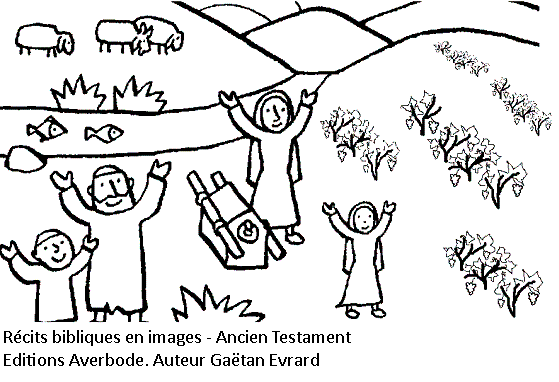 Récits bibliques en images - Ancien Testament
Editions Averbode. Auteur Gaëtan Evrard